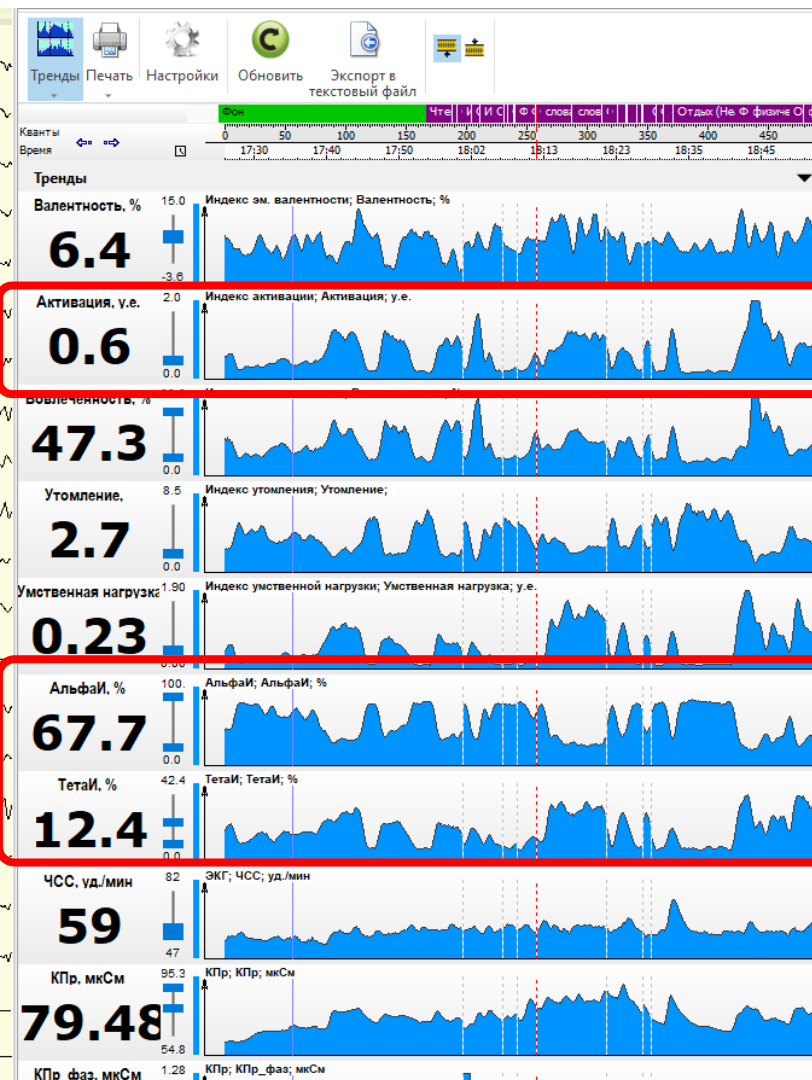 Тренды Печать Настройки Обновить Экспорт в текстовый файл
Фон Чте И С И С Ф С слова слов Отдых (Не Ф физиче О
Кванты 0 50 100 150 200 250 300 350 400 450
Время 17:30 17:40 17:50 18:02 18:13 18:23 18:35 18:45
Тренды
Валентность, % 15.0 Индекс эм. валентности; Валентность; %
6.4
-3.6
Активация, у.е. 2.0 Индекс активации; Активация; у.е.
0.6
0.0
Вовлеченность, %
47.3
0.0
Утомление, 8.5 Индекс утомления; Утомление;
2.7
0.0
Умственная нагрузка 1.90 Индекс умственной нагрузки; Умственная нагрузка; у.е.
0.23
0.00
АльфаИ, % 100. АльфаИ; АльфаИ; %
67.7
0.0
ТетаИ, % 42.4 ТетаИ; ТетаИ; %
12.4
0.0
ЧСС, уд./мин 82 ЭКГ; ЧСС; уд./мин
59
47
КПр, мкСм 95.3 КПр; КПр; мкСм
79.48
54.8
КПр_фаз, мкСм 1.28 КПр; КПр_фаз; мкСм